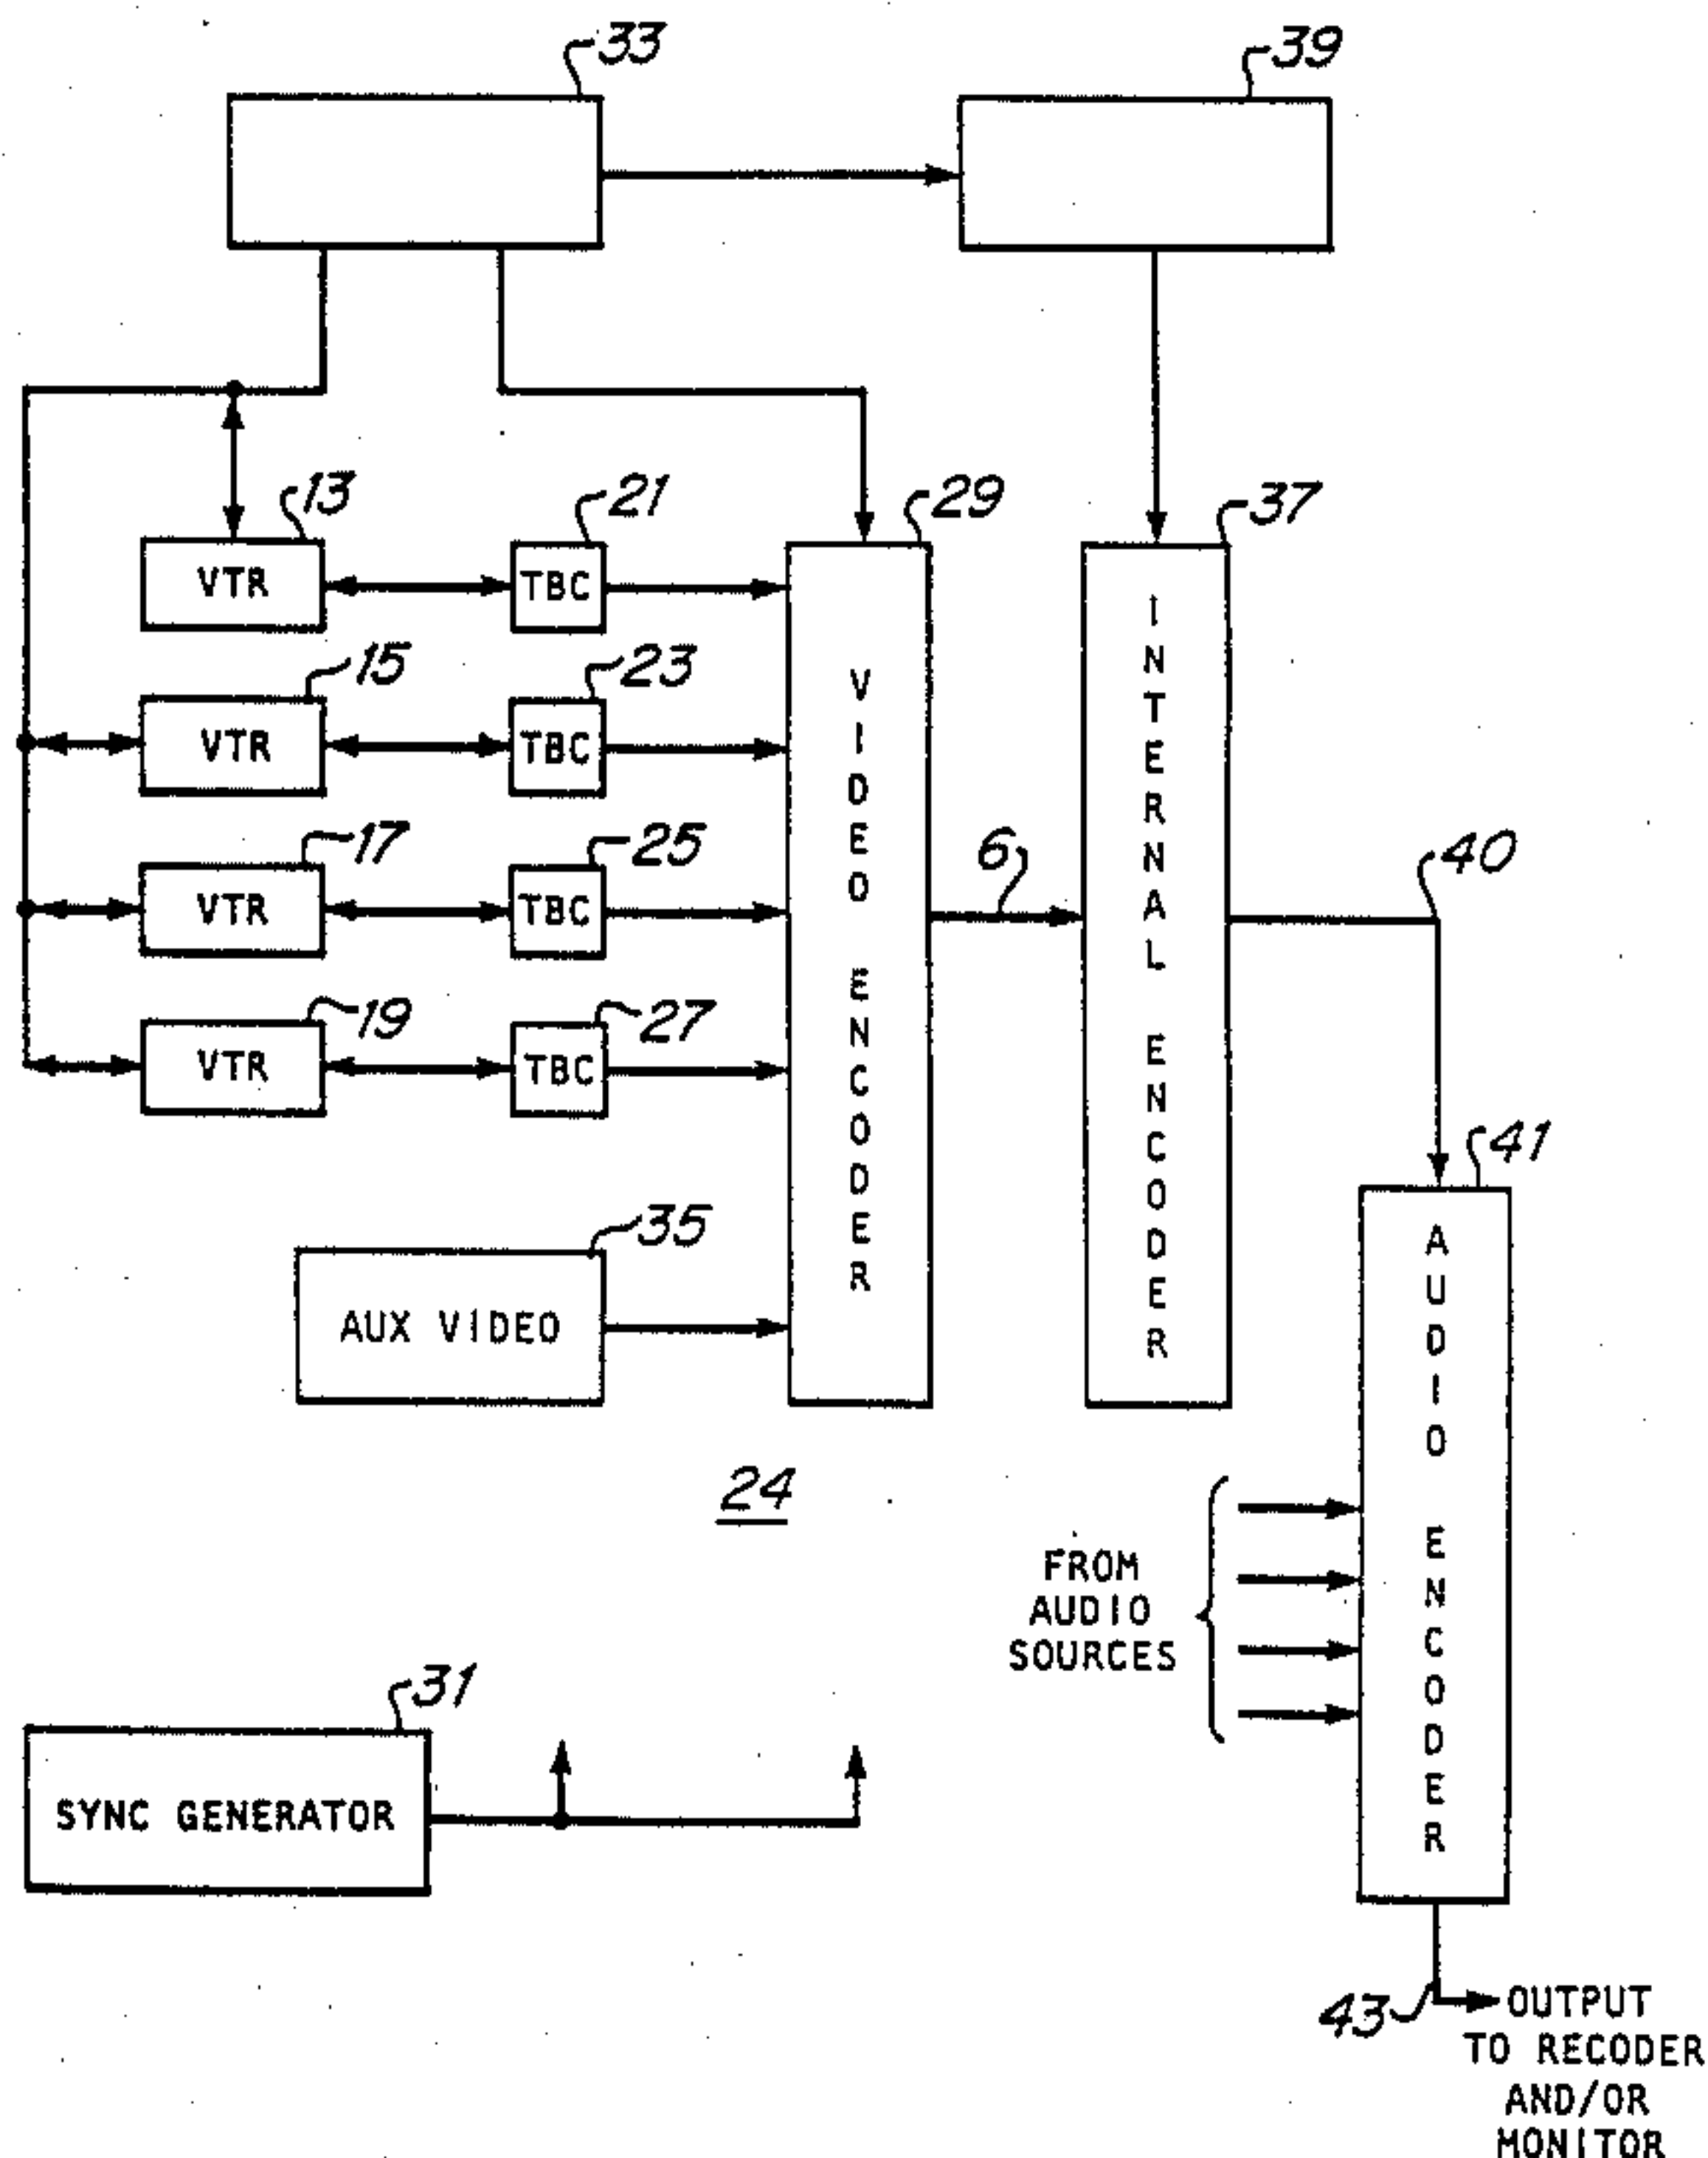 33
39
13
VTR
21
TBC
29
37
15
VTR
23
TBC
17
VTR
25
TBC
19
VTR
27
TBC
VIDEO ENCODER
6
INTERNAL ENCODER
40
35
AUX VIDEO
41
AUDIO ENCODER
24
FROM
AUDIO
SOURCES
31
SYNC GENERATOR
43
OUTPUT
TO RECODER
AND/OR
MONITOR